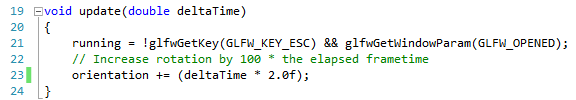 19 void update(double deltaTime)
20 {
21 running = !glfwGetKey(GLFW_KEY_ESC) && glfwGetWindowParam(GLFW_OPENED);
22 // Increase rotation by 100 * the elapsed frametime
23 orientation += (deltaTime * 2.0f);
24 }